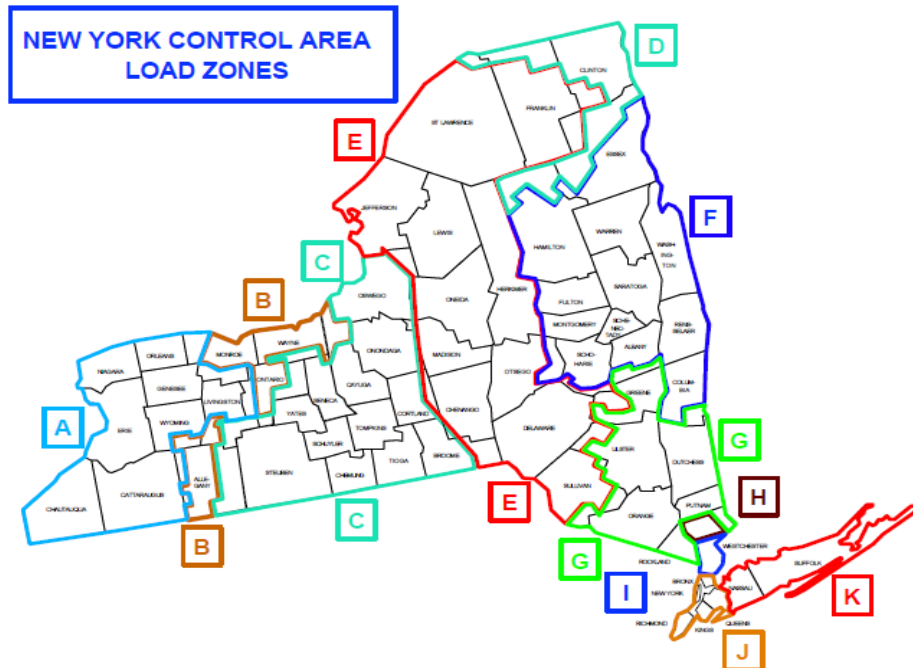 NEW YORK CONTROL AREA
LOAD ZONES
D
CLINTON
FRANKLIN
ST LAWRENCE
E
ESSEX
JEFFERSON
F
LEWIS
HAMILTON
WARREN
WASH-
ING-
TON
C
HERKIMER
OSWEGO
B
ONEIDA
SARATOGA
FULTON
WAYNE
MONTGOMERY
SCHE-
NEC-
TADY
RENS-
SELAER
MONROE
ORLEANS
NIAGARA
ONONDAGA
MADISON
ALBANY
SCHO-
HARIE
OTSEGO
GENESEE
ONTARIO
CAYUGA
LIVINGSTON
SENECA
GREENE
COLUM-
BIA
A
ERIE
WYOMING
YATES
CORTLAND
CHENANGO
TOMPKINS
DELAWARE
G
SCHUYLER
ULSTER
DUTCHESS
STEUBEN
TIOGA
BROOME
ALLE-
GANY
CHEMUNG
SULLIVAN
H
CATTARAUGUS
CHAUTAUQUA
E
PUTNAM
C
ORANGE
B
WESTCHESTER
G
ROCKLAND
SUFFOLK
BRONX
NASSAU
I
NEW YORK
K
RICHMOND
QUEENS
KINGS
J